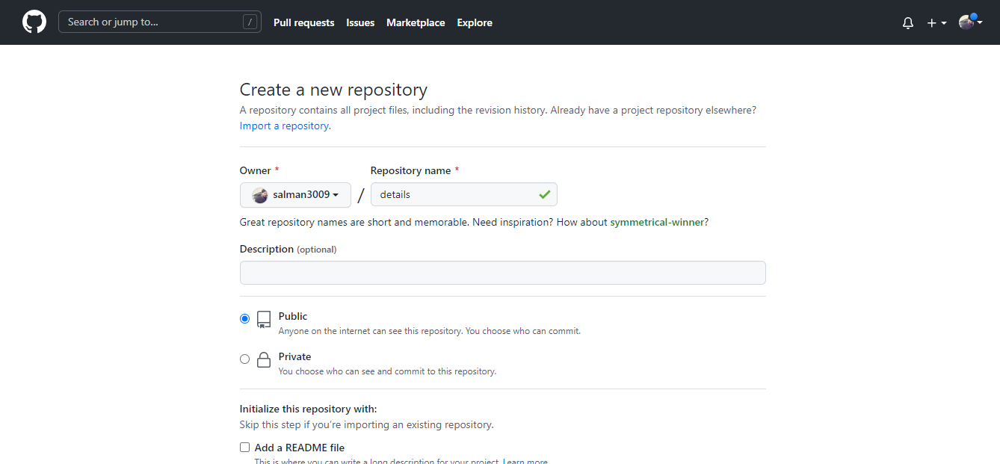 Search or jump to... /
Pull requests Issues Marketplace Explore
Create a new repository
A repository contains all project files, including the revision history. Already have a project repository elsewhere?
Import a repository.
Owner * Repository name *
salman3009 / details
Great repository names are short and memorable. Need inspiration? How about symmetrical-winner?
Description (optional)
Public
Anyone on the internet can see this repository. You choose who can commit.
Private
You choose who can see and commit to this repository.
Initialize this repository with:
Skip this step if you’re importing an existing repository.
Add a README file
This is where you can write a long description for your project. Learn more.